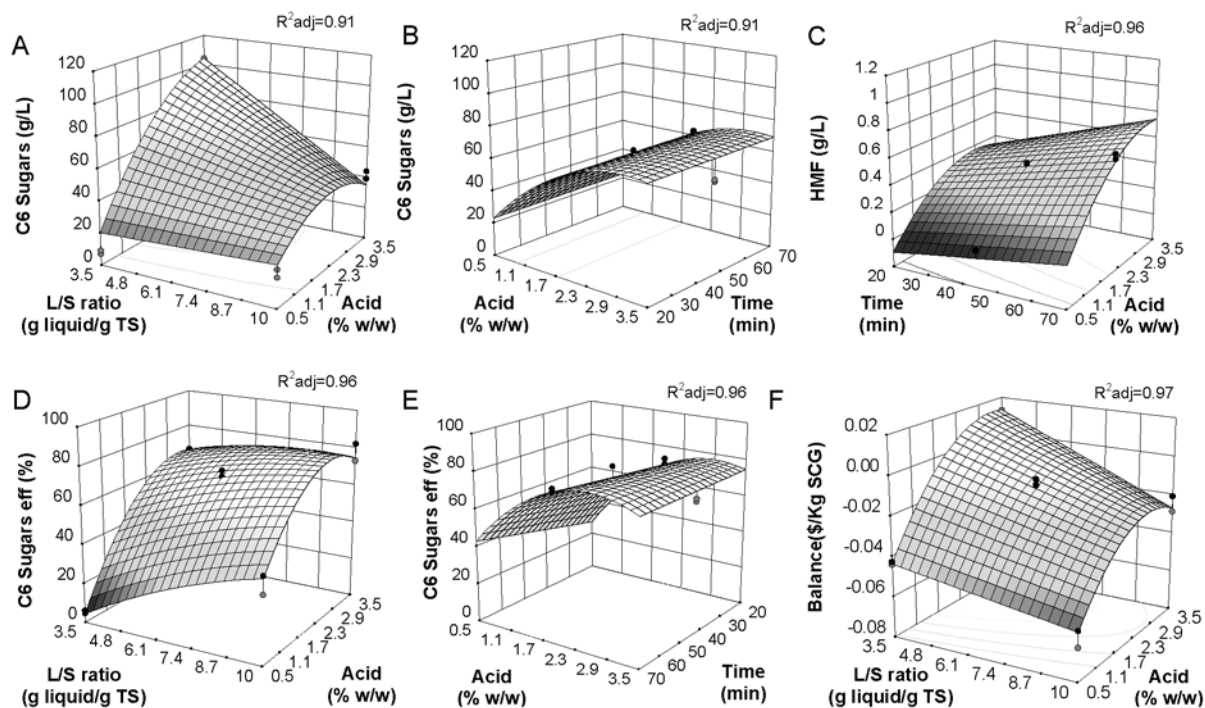 A
R²adj=0.91
C6 Sugars (g/L)
120
100
80
60
40
20
0
3.5
4.8
6.1
7.4
8.7
10
L/S ratio
(g liquid/g TS)
0.5
1.1
1.7
2.3
2.9
3.5
Acid
(% w/w)
B
R²adj=0.91
C6 Sugars (g/L)
120
100
80
60
40
20
0
0.5
1.1
1.7
2.3
2.9
3.5
Acid
(% w/w)
20
30
40
50
60
70
Time
(min)
C
R²adj=0.96
HMF (g/L)
1.2
1
0.8
0.6
0.4
0.2
0
20
30
40
50
60
70
Time
(min)
0.5
1.1
1.7
2.3
2.9
3.5
Acid
(% w/w)
D
R²adj=0.96
C6 Sugars eff (%)
100
80
60
40
20
0
3.5
4.8
6.1
7.4
8.7
10
L/S ratio
(g liquid/g TS)
0.5
1.1
1.7
2.3
2.9
3.5
Acid
(% w/w)
E
R²adj=0.96
C6 Sugars eff (%)
100
80
60
40
20
0
0.5
1.1
1.7
2.3
2.9
3.5
Acid
(% w/w)
70
60
50
40
30
20
Time
(min)
F
R²adj=0.97
Balance($/Kg SCG)
0.02
0.00
-0.02
-0.04
-0.06
-0.08
3.5
4.8
6.1
7.4
8.7
10
L/S ratio
(g liquid/g TS)
0.5
1.1
1.7
2.3
2.9
3.5
Acid
(% w/w)